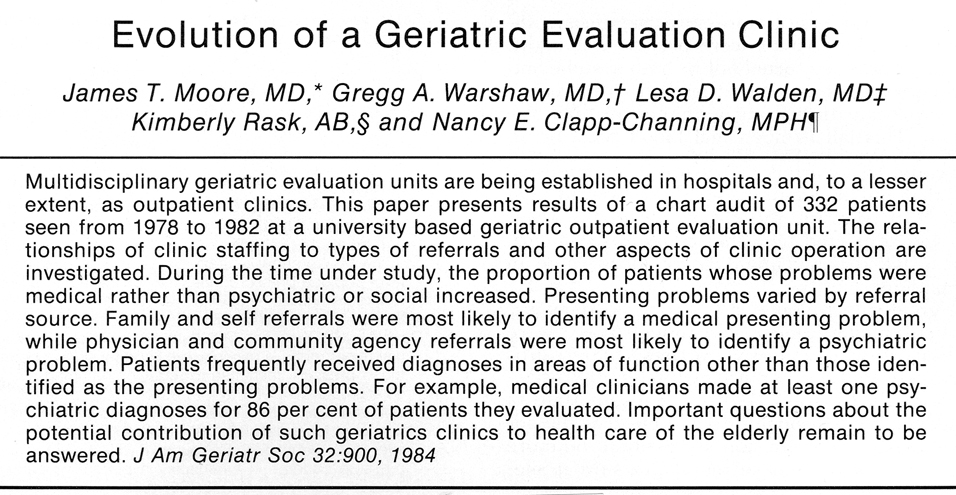 Evolution of a Geriatric Evaluation Clinic
James T. Moore, MD,* Gregg A. Warshaw, MD,† Lesa D. Walden, MD‡
Kimberly Rask, AB,§ and Nancy E. Clapp-Channing, MPH¶
Multidisciplinary geriatric evaluation units are being established in hospitals and, to a lesser
extent, as outpatient clinics. This paper presents results of a chart audit of 332 patients
seen from 1978 to 1982 at a university based geriatric outpatient evaluation unit. The rela-
tionships of clinic staffing to types of referrals and other aspects of clinic operation are
investigated. During the time under study, the proportion of patients whose problems were
medical rather than psychiatric or social increased. Presenting problems varied by referral
source. Family and self referrals were most likely to identify a medical presenting problem,
while physician and community agency referrals were most likely to identify a psychiatric
problem. Patients frequently received diagnoses in areas of function other than those iden-
tified as the presenting problems. For example, medical clinicians made at least one psy-
chiatric diagnoses for 86 per cent of patients they evaluated. Important questions about the
potential contribution of such geriatrics clinics to health care of the elderly remain to be
answered. J Am Geriatr Soc 32:900, 1984